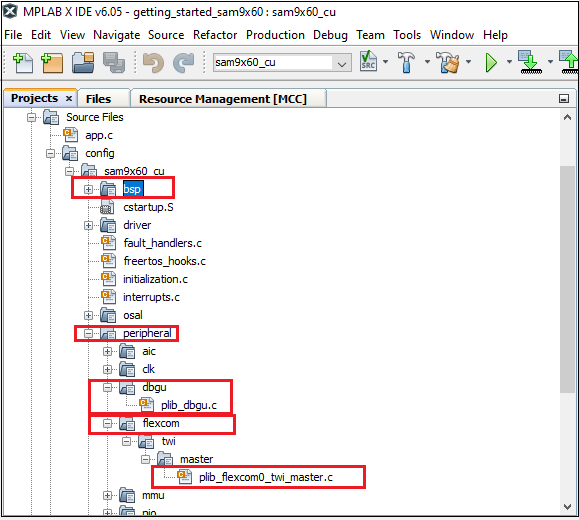 MPLAB X IDE v6.05 - getting_started_sam9x60 : sam9x60_cu
File Edit View Navigate Source Refactor Production Debug Team Tools Window Help
sam9x60_cu
SRC
Projects × Files Resource Management [MCC]
Source Files
app.c
config
sam9x60_cu
bsp
cstartup.S
driver
fault_handlers.c
freertos_hooks.c
initialization.c
interrupts.c
osal
peripheral
aic
clk
dbgu
plib_dbgu.c
flexcom
twi
master
plib_flexcom0_twi_master.c
mmu
pio